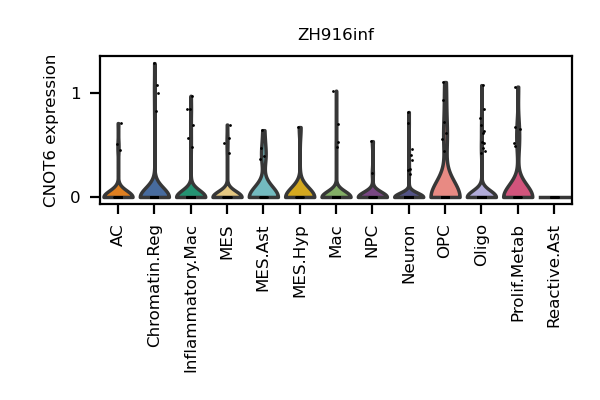 ZH916inf
CNOT6 expression
1
0
AC
Chromatin.Reg
Inflammatory.Mac
MES
MES.Ast
MES.Hyp
Mac
NPC
Neuron
OPC
Oligo
Prolif.Metab
Reactive.Ast